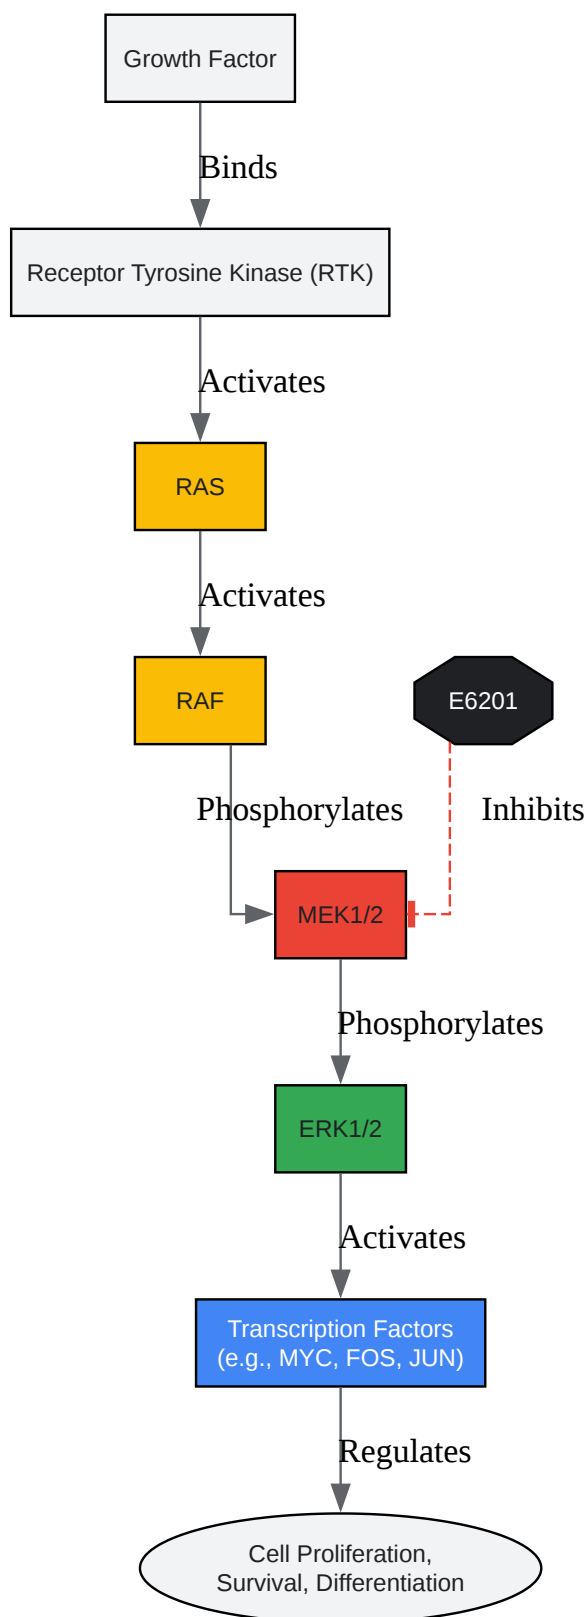 Growth Factor
Binds
Receptor Tyrosine Kinase (RTK)
Activates
RAS
Activates
RAF
E6201
Phosphorylates
Inhibits
MEK1/2
Phosphorylates
ERK1/2
Activates
Transcription Factors
(e.g., MYC, FOS, JUN)
Regulates
Cell Proliferation,
Survival, Differentiation